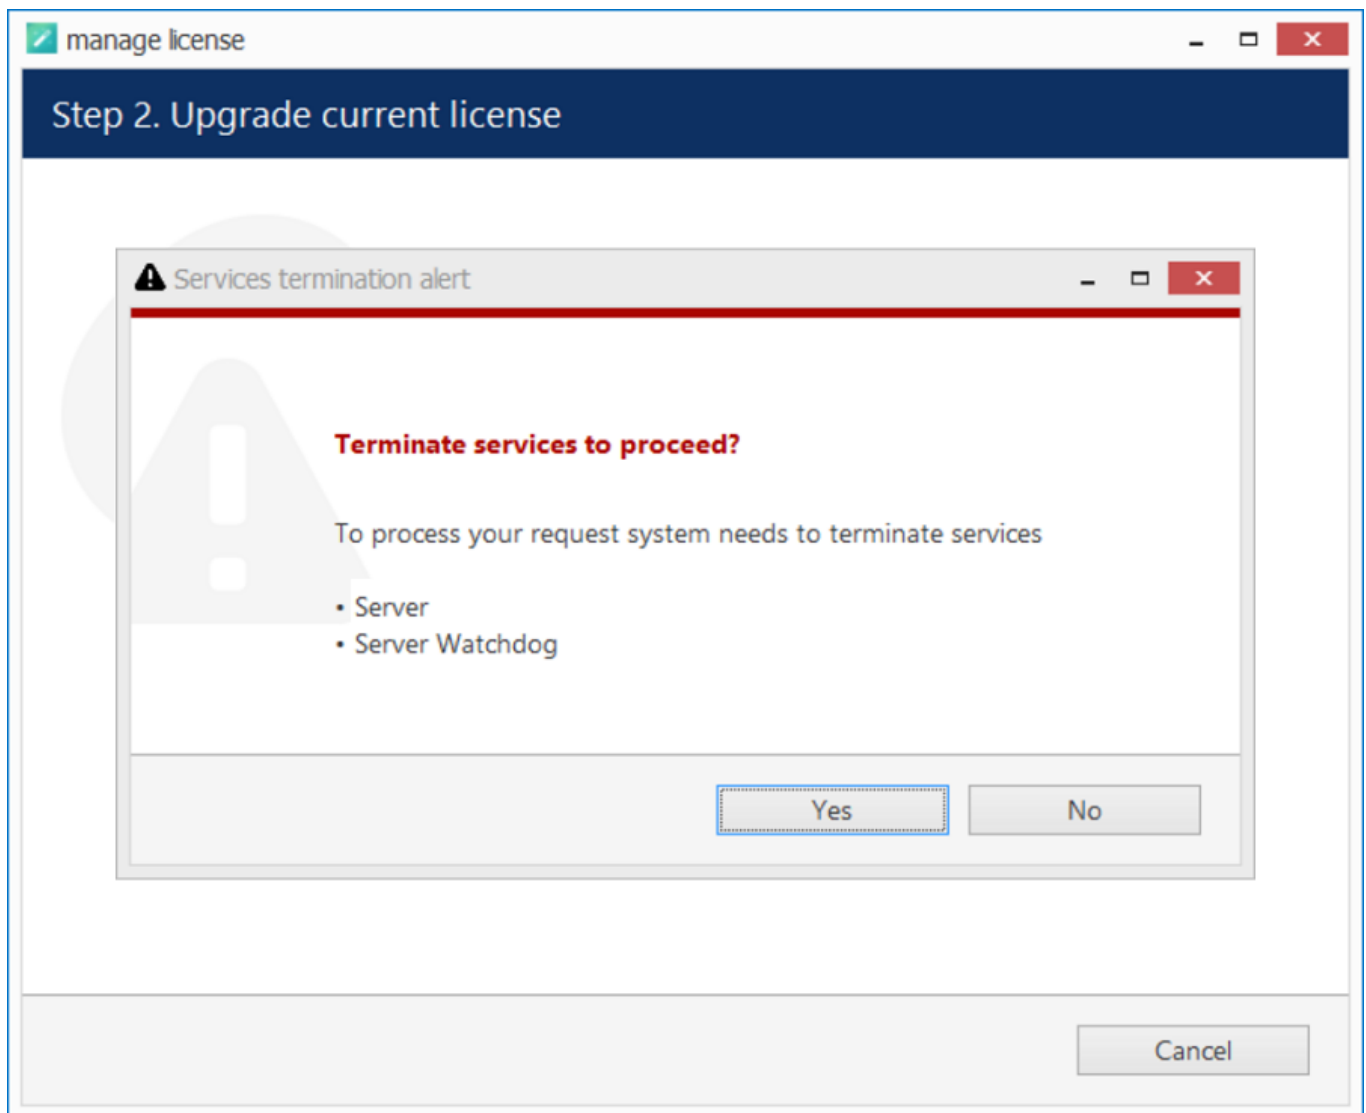 manage license
Step 2. Upgrade current license
Services termination alert
Terminate services to proceed?
To process your request system needs to terminate services
• Server
• Server Watchdog
Yes
No
Cancel